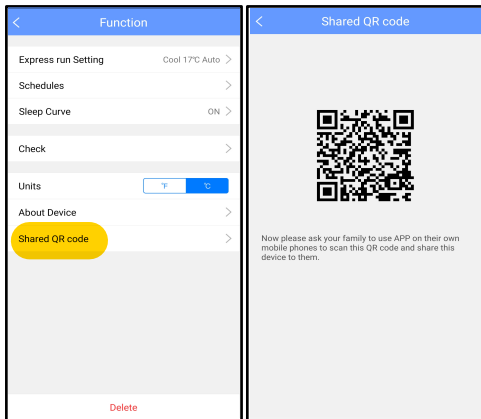 Function
Express run Setting
Cool 17°C Auto
Schedules
Sleep Curve
ON
Check
Units
°F
°C
About Device
Shared QR code
Delete
Shared QR code
Now please ask your family to use APP on their own
mobile phones to scan this QR code and share this
device to them.